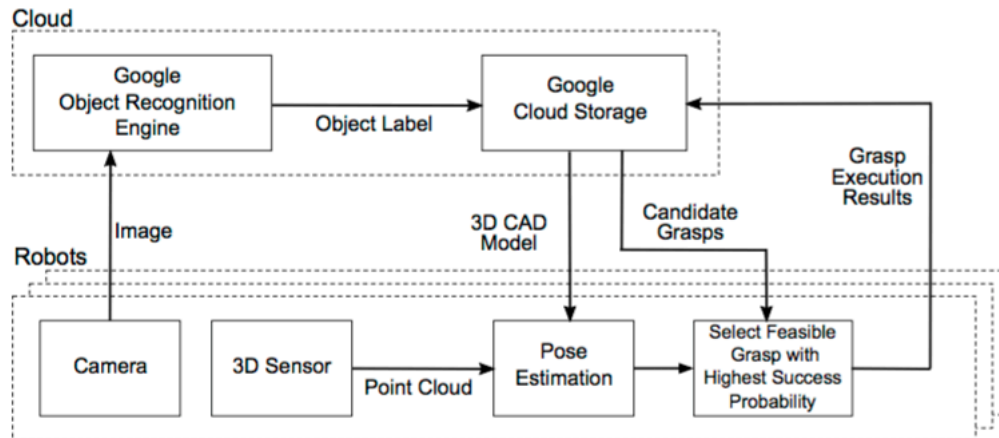 Cloud
Google
Object Recognition
Engine
Object Label
Google
Cloud Storage
Grasp
Execution
Results
Image
3D CAD
Model
Candidate
Grasps
Robots
Camera
3D Sensor
Point Cloud
Pose
Estimation
Select Feasible
Grasp with
Highest Success
Probability